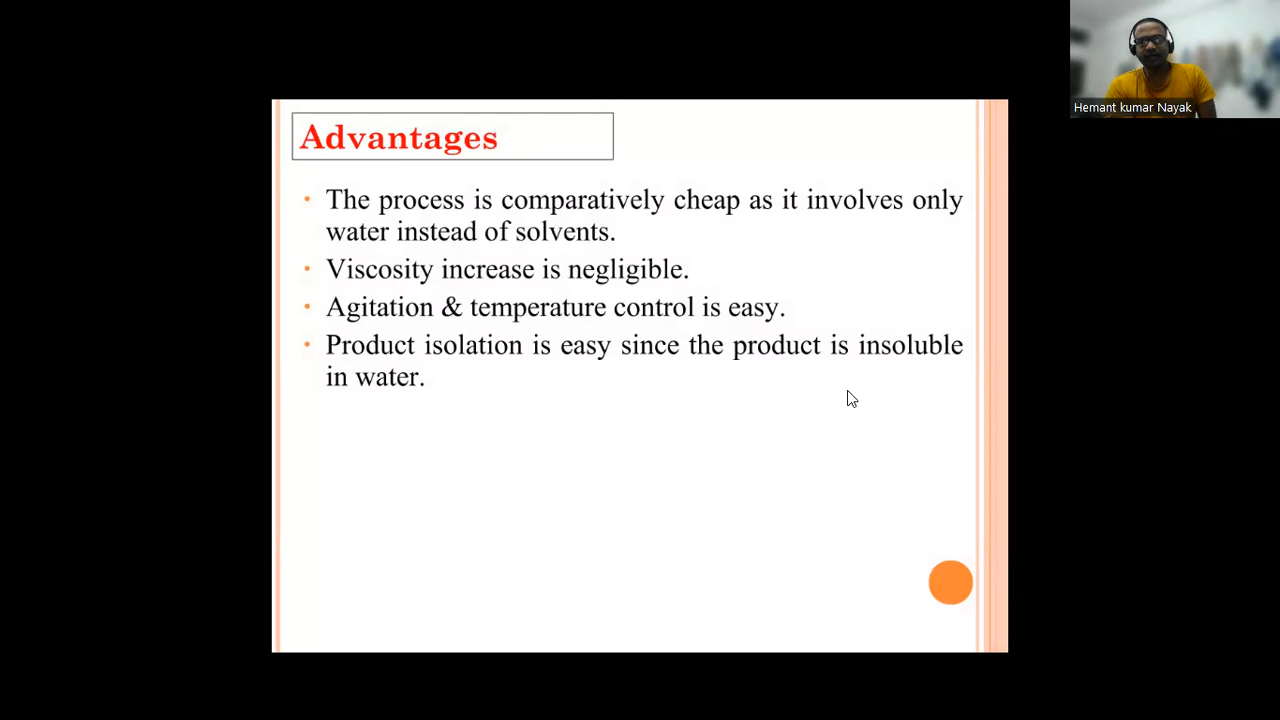 Hemant kumar Nayak
Advantages
• The process is comparatively cheap as it involves only
water instead of solvents.
• Viscosity increase is negligible.
• Agitation & temperature control is easy.
• Product isolation is easy since the product is insoluble
in water.